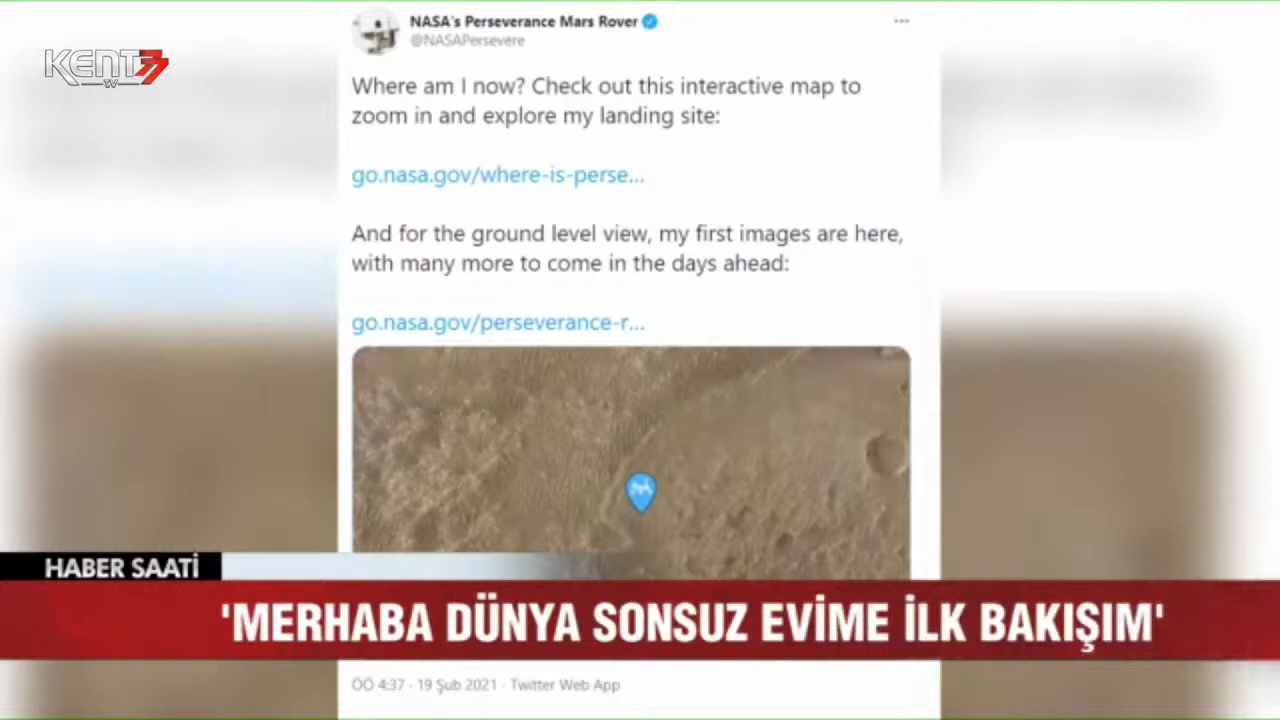 KENT 77
TV
NASA's Perseverance Mars Rover
@NASAPersevere
Where am I now? Check out this interactive map to
zoom in and explore my landing site:
go.nasa.gov/where-is-perse...
And for the ground level view, my first images are here,
with many more to come in the days ahead:
go.nasa.gov/perseverance-r...
HABER SAATİ
'MERHABA DÜNYA SONSUZ EVİME İLK BAKIŞIM'
ÖÖ 4:37 · 19 Şub 2021 · Twitter Web App